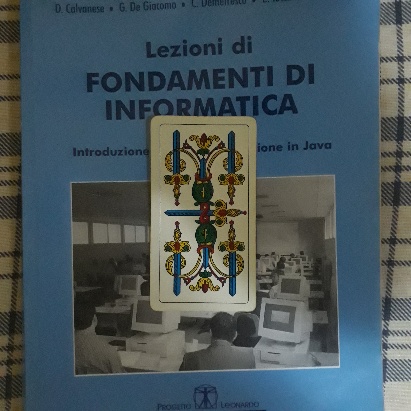 D. Calvanese • G. De Giacomo • C. Demetrescu •
Lezioni di
FONDAMENTI DI
INFORMATICA
Introduzione ione in Java
PROGETTO LEONARDO